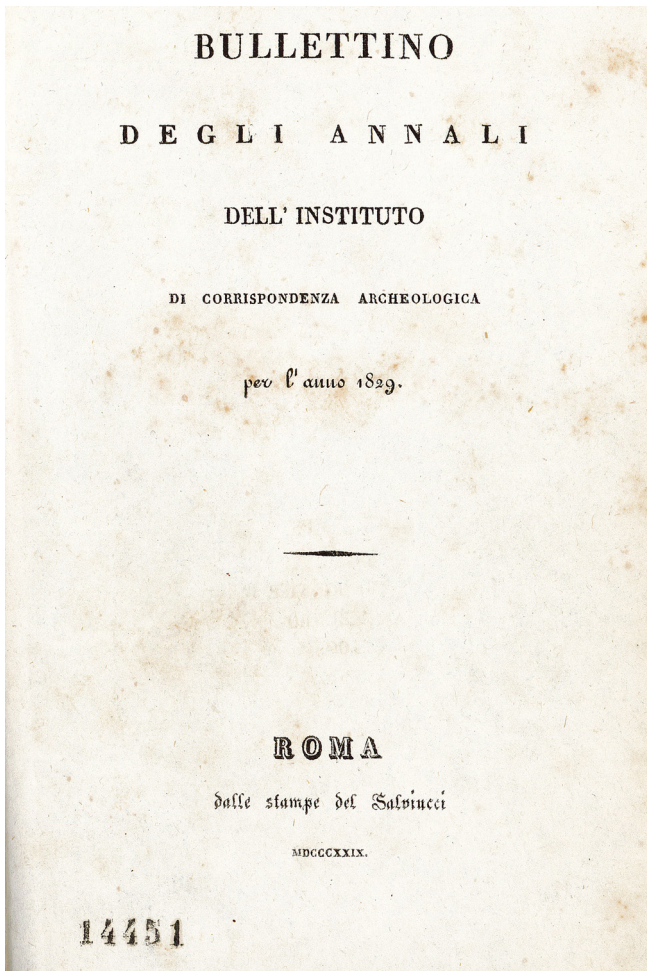 BULLETTINO
DEGLI ANNALI
DELL' INSTITUTO
DI CORRISPONDENZA ARCHEOLOGICA
per l'anno 1829.
ROMA
dalle stampe del Salviucci
MDCCCXXIX.
14451